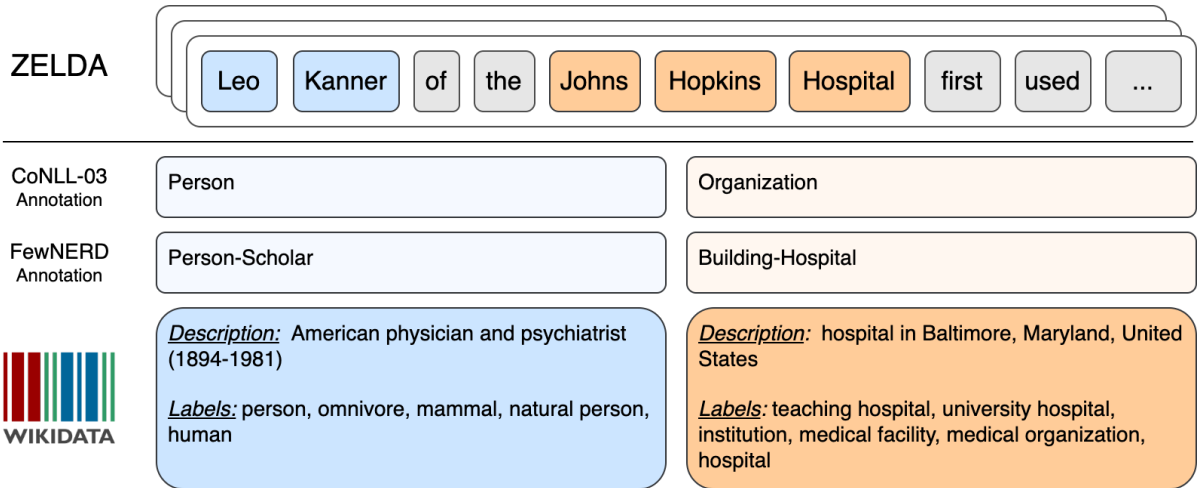 ZELDA
Leo Kanner of the Johns Hopkins Hospital first used ...
CoNLL-03
Annotation
Person
Organization
FewNERD
Annotation
Person-Scholar
Building-Hospital
WIKIDATA
Description: American physician and psychiatrist
(1894-1981)
Labels: person, omnivore, mammal, natural person,
human
Description: hospital in Baltimore, Maryland, United
States
Labels: teaching hospital, university hospital,
institution, medical facility, medical organization,
hospital